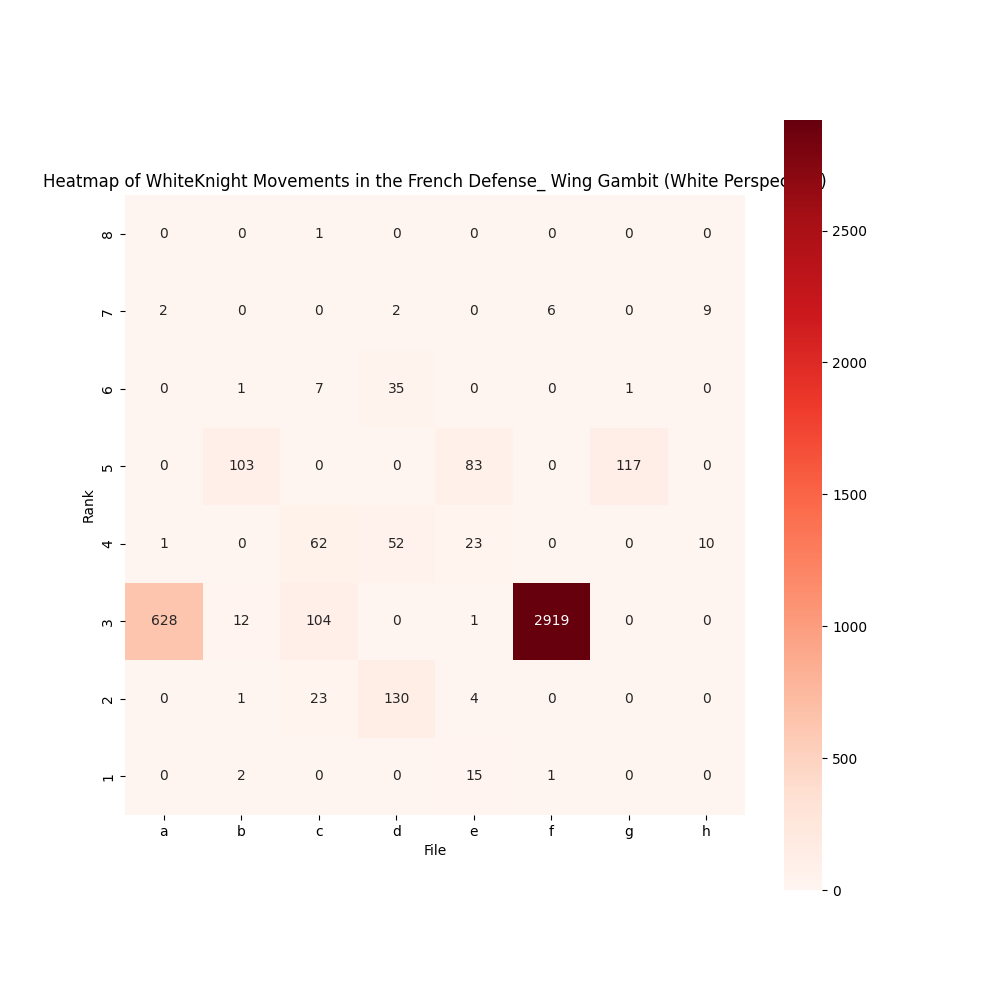 Heatmap of WhiteKnight Movements in the French Defense_ Wing Gambit (White Perspec )
8 0 0 1 0 0 0 0 0
7 2 0 0 2 0 6 0 9
6 0 1 7 35 0 0 1 0
5 0 103 0 0 83 0 117 0
4 1 0 62 52 23 0 0 10
3 628 12 104 0 1 2919 0 0
2 0 1 23 130 4 0 0 0
1 0 2 0 0 15 1 0 0
a b c d e f g h
File
Rank
2500
2000
1500
1000
500
0